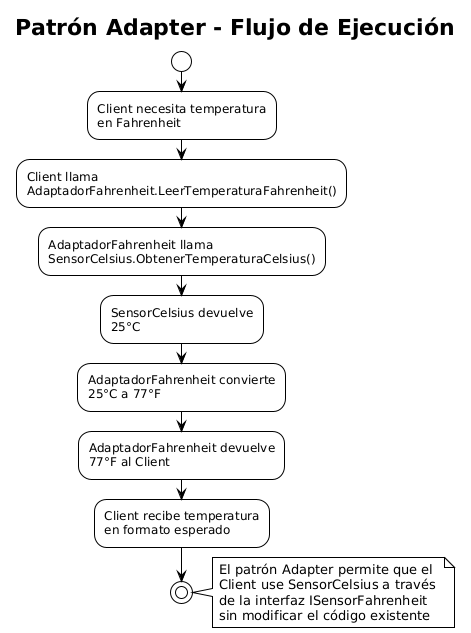 Patrón Adapter - Flujo de Ejecución
Client necesita temperatura
en Fahrenheit
Client llama
AdaptadorFahrenheit.LeerTemperaturaFahrenheit()
AdaptadorFahrenheit llama
SensorCelsius.ObtenerTemperaturaCelsius()
SensorCelsius devuelve
25°C
AdaptadorFahrenheit convierte
25°C a 77°F
AdaptadorFahrenheit devuelve
77°F al Client
Client recibe temperatura
en formato esperado
El patrón Adapter permite que el
Client use SensorCelsius a través
de la interfaz ISensorFahrenheit
sin modificar el código existente